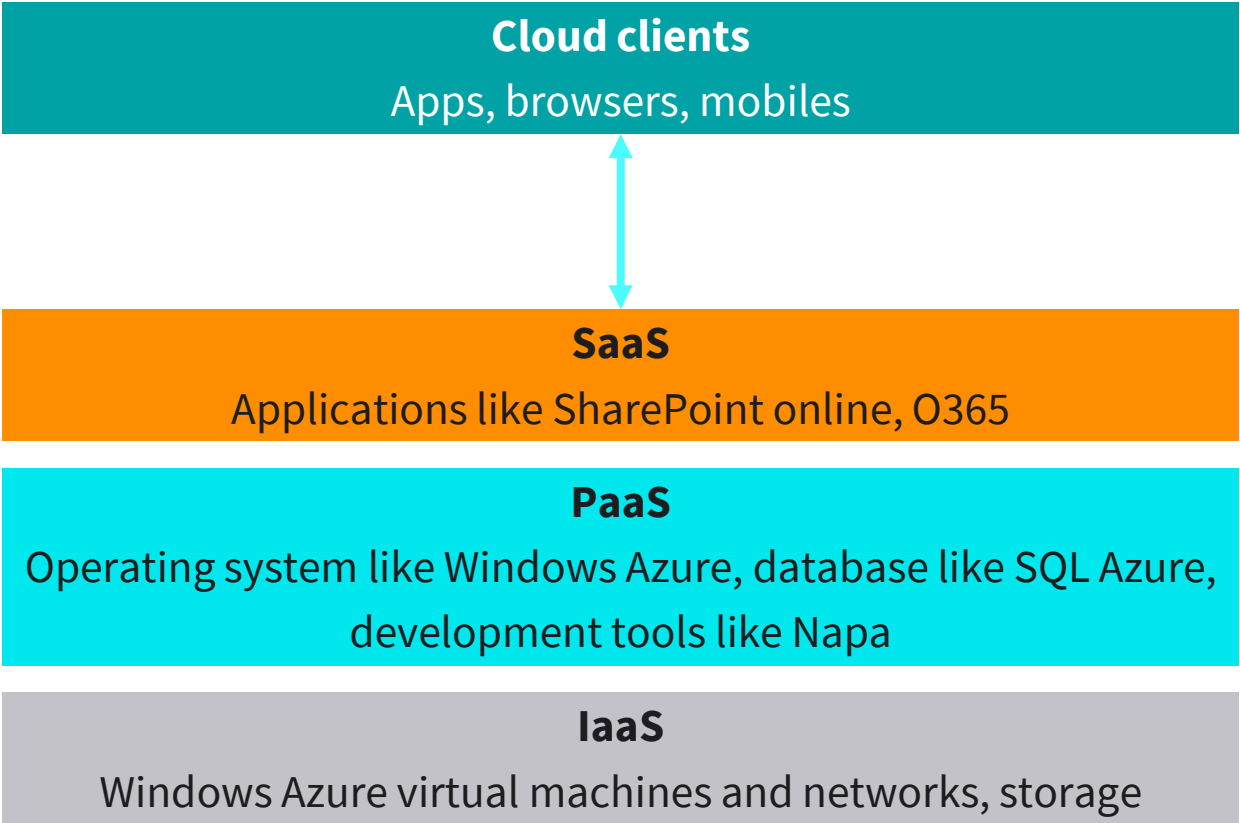 Cloud clients
Apps, browsers, mobiles
SaaS
Applications like SharePoint online, O365
PaaS
Operating system like Windows Azure, database like SQL Azure,
development tools like Napa
IaaS
Windows Azure virtual machines and networks, storage